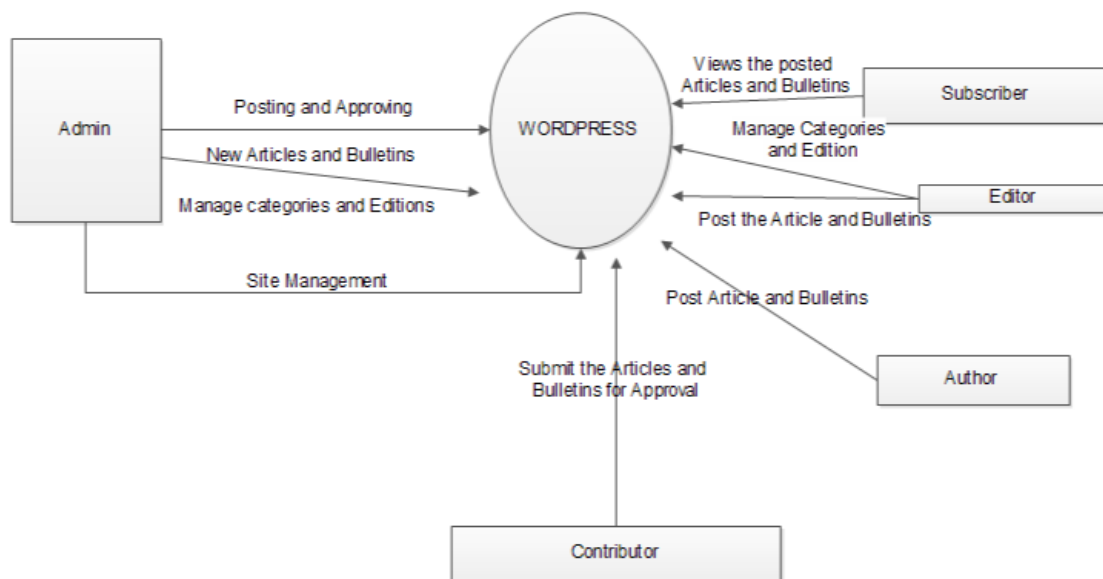 Admin
Posting and Approving
New Articles and Bulletins
Manage categories and Editions
Site Management
WORDPRESS
Views the posted
Articles and Bulletins
Subscriber
Manage Categories
and Edition
Editor
Post the Article and Bulletins
Post Article and Bulletins
Author
Submit the Articles and
Bulletins for Approval
Contributor